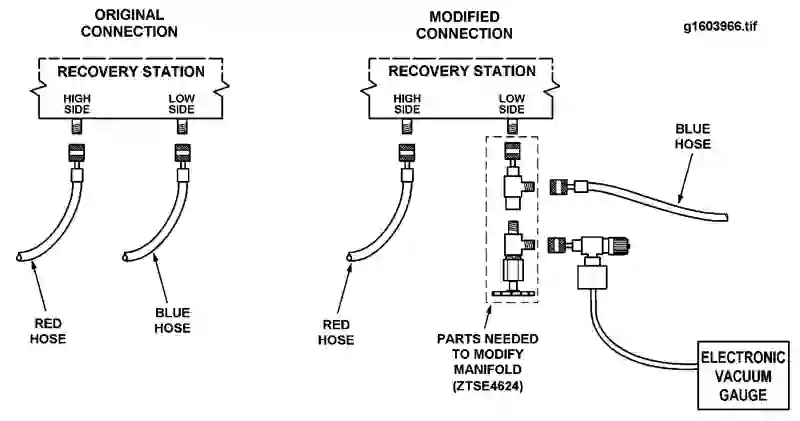 ORIGINAL
CONNECTION
RECOVERY STATION
HIGH
SIDE
LOW
SIDE
RED
HOSE
BLUE
HOSE
MODIFIED
CONNECTION
g1603966.tif
RECOVERY STATION
HIGH
SIDE
LOW
SIDE
BLUE
HOSE
RED
HOSE
PARTS NEEDED
TO MODIFY
MANIFOLD
(ZTSE4624)
ELECTRONIC
VACUUM
GAUGE